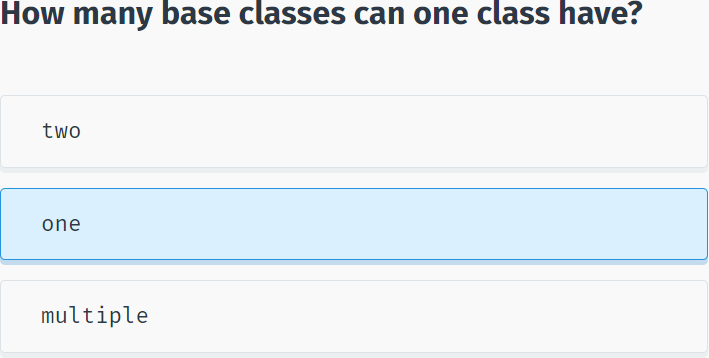 How many base classes can one class have?
two
one
multiple